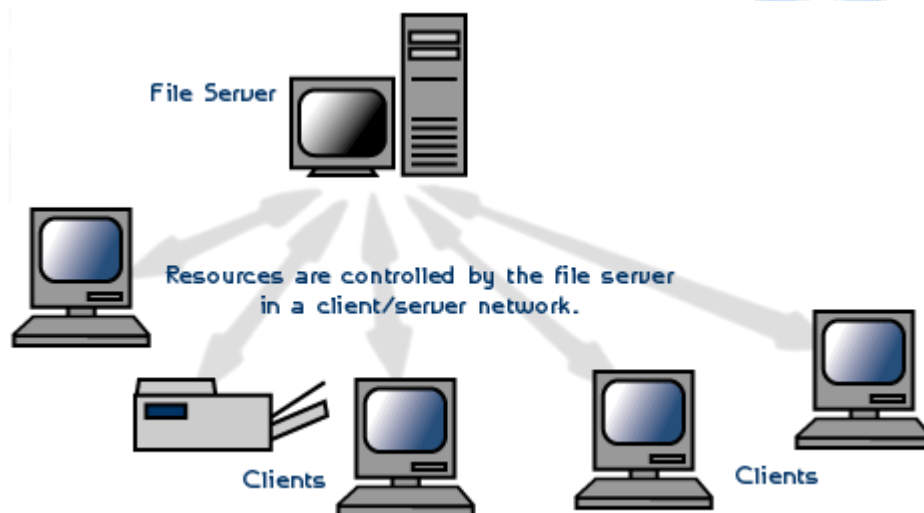 File Server
Resources are controlled by the file server
in a client/server network.
Clients
Clients